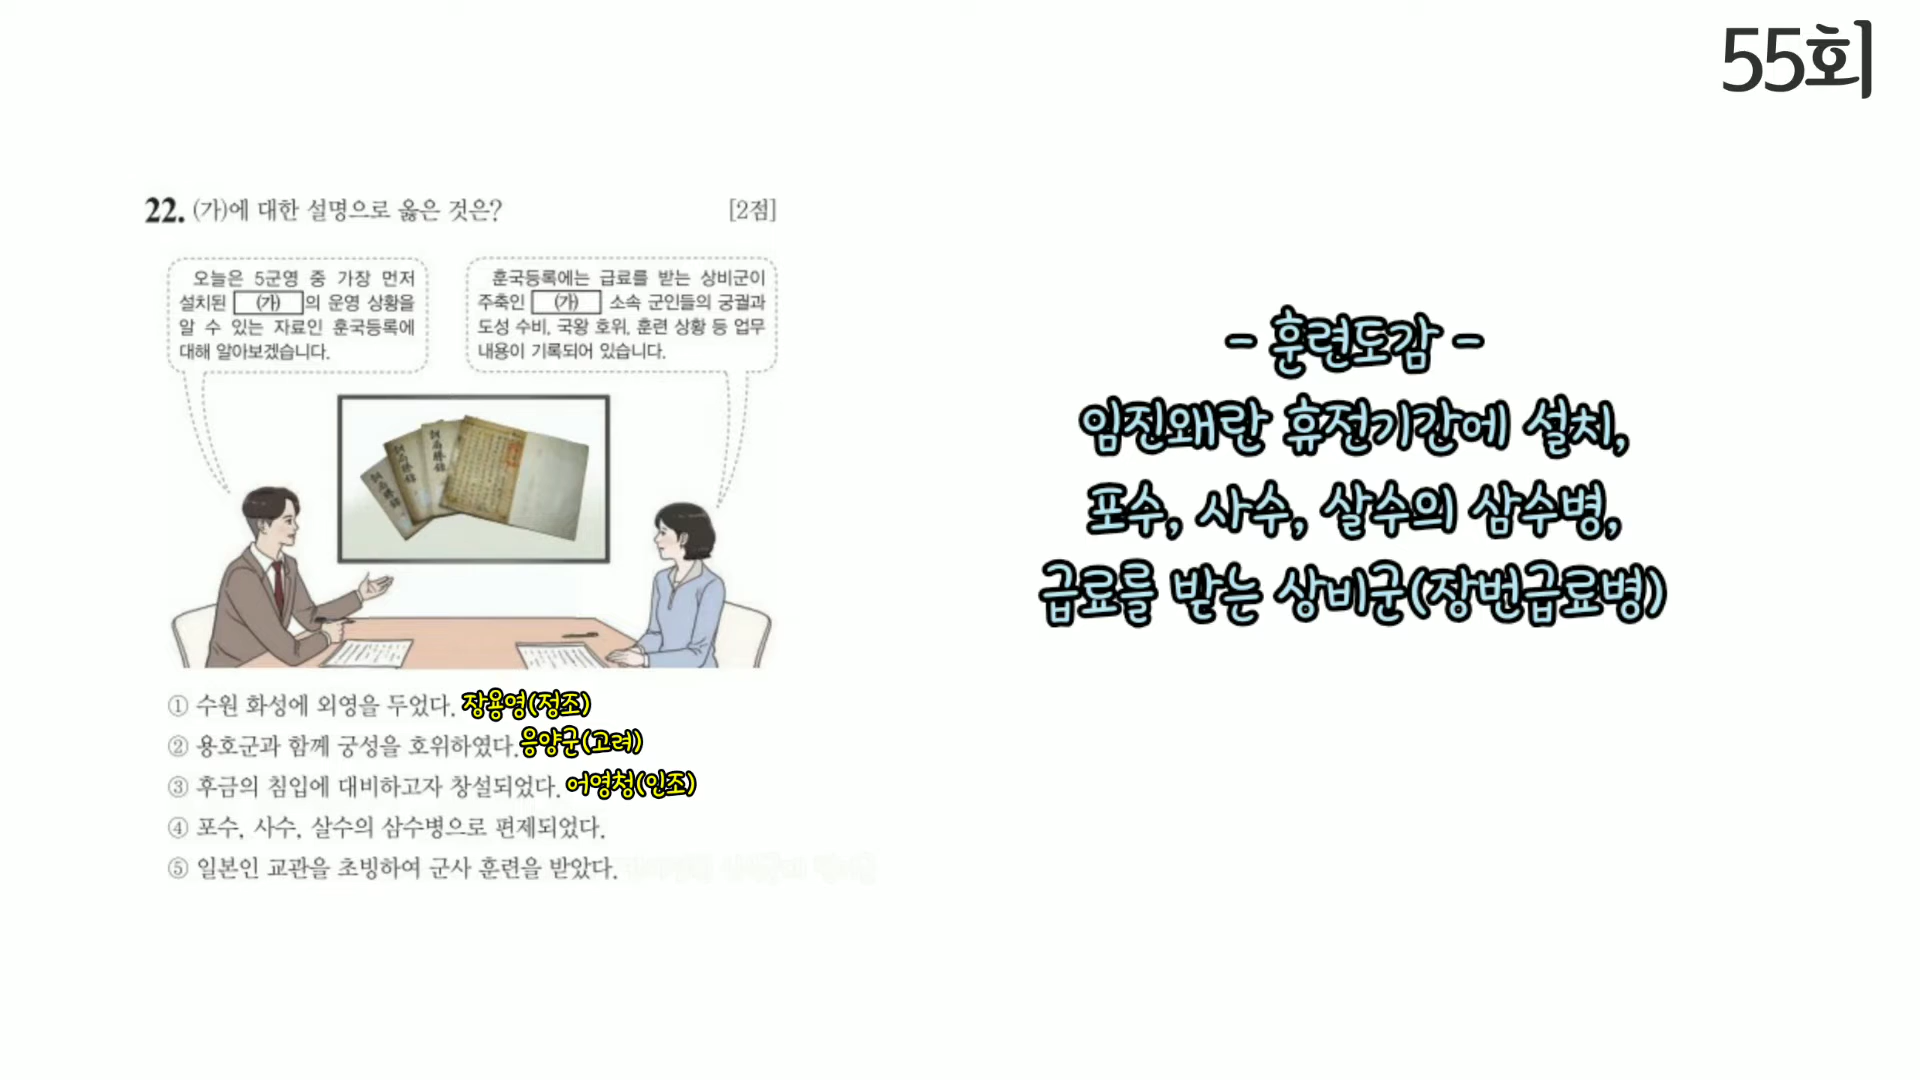 55회
22. (가)에 대한 설명으로 옳은 것은? [2점]
오늘은 5군영 중 가장 먼저
설치된 (가)의 운영 상황을
알 수 있는 자료인 훈국등록에
대해 알아보겠습니다.
훈국등록에는 급료를 받는 상비군이
주축인 (가) 소속 군인들의 궁궐과
도성 수비, 국왕 호위, 훈련 상황 등 업무
내용이 기록되어 있습니다.
① 수원 화성에 외영을 두었다. 장용영(정조)
② 용호군과 함께 궁성을 호위하였다. 응양군(고려)
③ 후금의 침입에 대비하고자 창설되었다. 어영청(인조)
④ 포수, 사수, 살수의 삼수병으로 편제되었다.
⑤ 일본인 교관을 초빙하여 군사 훈련을 받았다.
- 훈련도감 -
임진왜란 휴전기간에 설치,
포수, 사수, 살수의 삼수병,
급료를 받는 상비군(장번급료병)